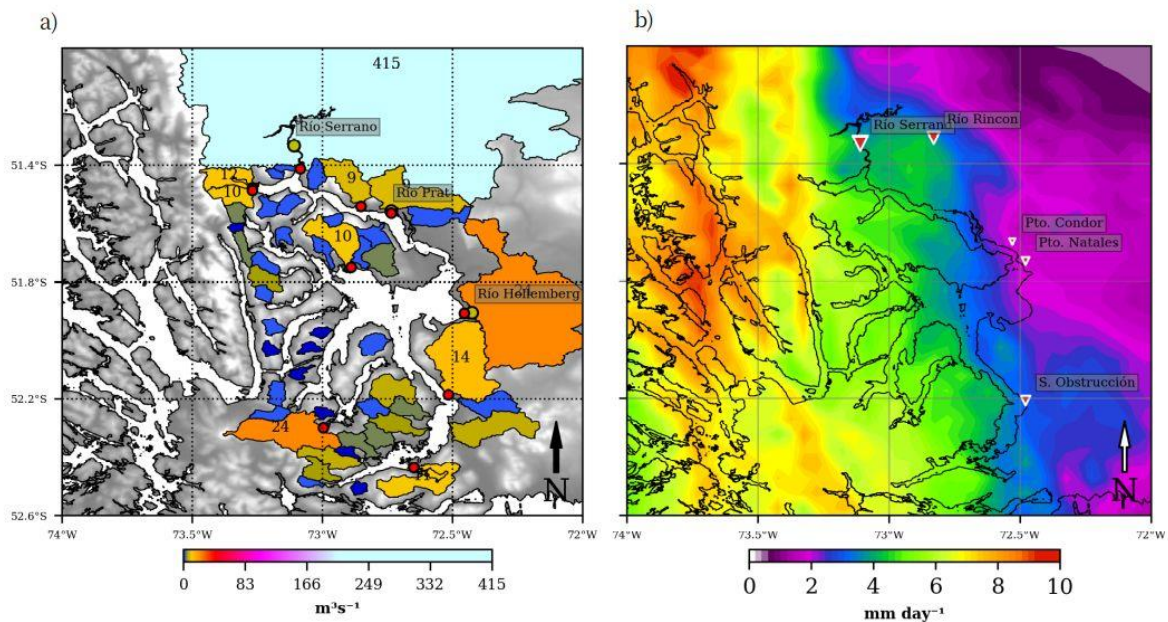 a)
415
Río Serrano
51.4°S
12
10
9
Río Prat
10
51.8°S
24
Río Hollemberg
14
52.2°S
24
N
52.6°S
74°W
73.5°W
73°W
72.5°W
72°W
0
83
166
249
332
415
m³s⁻¹
b)
Río Serrano
Río Rincon
Pto. Condor
Pto. Natales
S. Obstrucción
N
74°W
73.5°W
73°W
72.5°W
72°W
0
2
4
6
8
10
mm day⁻¹